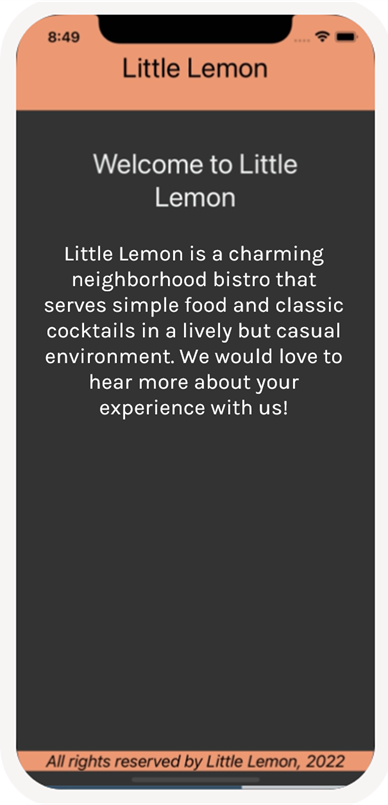 8:49
Little Lemon
Welcome to Little
Lemon
Little Lemon is a charming
neighborhood bistro that
serves simple food and classic
cocktails in a lively but casual
environment. We would love to
hear more about your
experience with us!
All rights reserved by Little Lemon, 2022